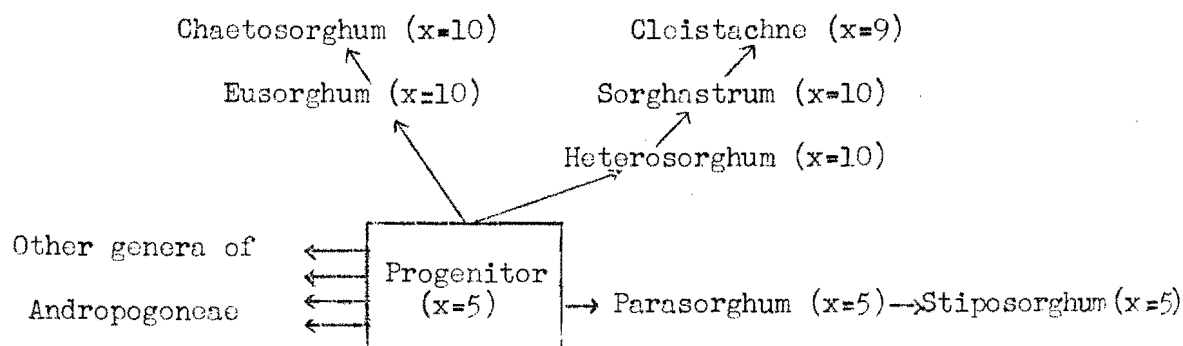 Chaetosorghum (x=10) Cleistachne (x=9)
Eusorghum (x=10) Sorghastrum (x=10)
Heterosorghum (x=10)
Other genera of
Progenitor
Andropogoneae
(x=5)
Parasorghum (x=5) Stiposorghum (x=5)